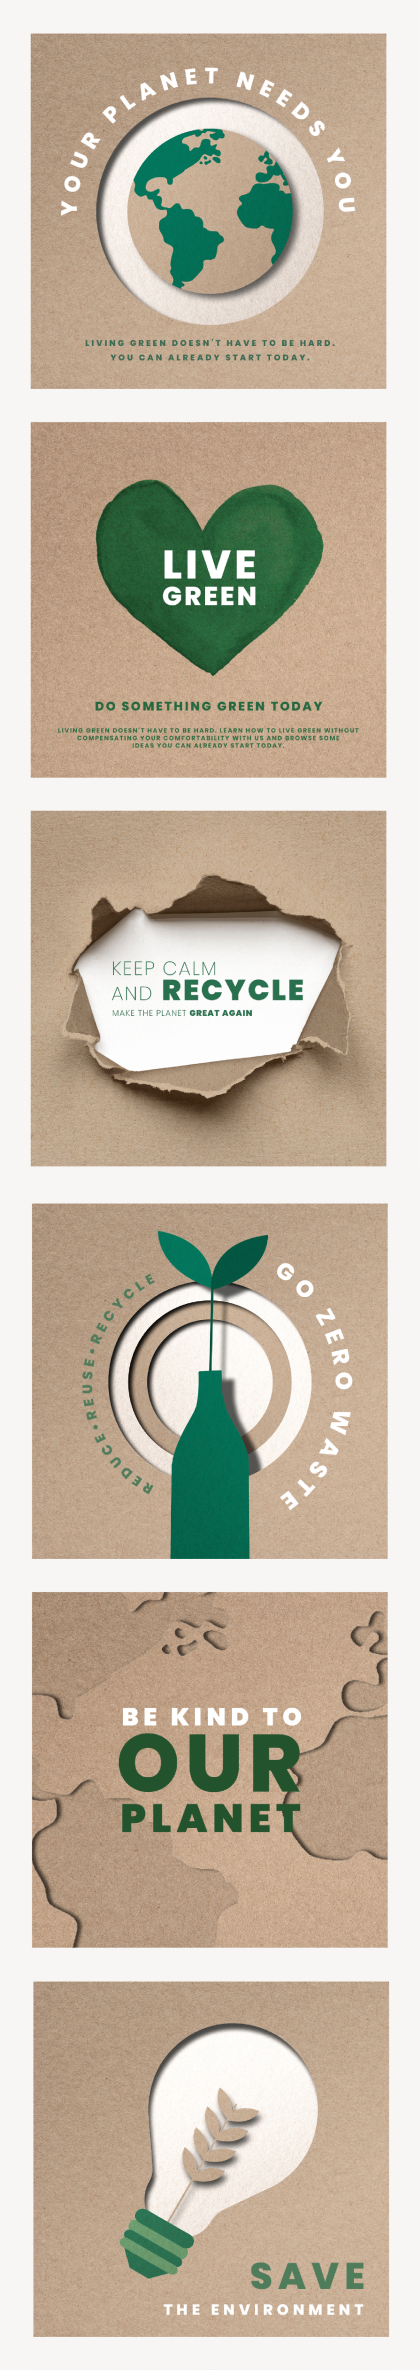 YOUR PLANET NEEDS YOU
LIVING GREEN DOESN'T HAVE TO BE HARD.
YOU CAN ALREADY START TODAY.
LIVE
GREEN
DO SOMETHING GREEN TODAY
LIVING GREEN DOESN'T HAVE TO BE HARD. LEARN HOW TO LIVE GREEN WITHOUT
COMPENSATING YOUR COMFORTABILITY WITH US AND BROWSE SOME
IDEAS YOU CAN ALREADY START TODAY.
KEEP CALM
AND RECYCLE
MAKE THE PLANET GREAT AGAIN
REDUCE•REUSE•RECYCLE
GO ZERO WASTE
BE KIND TO
OUR
PLANET
SAVE
THE ENVIRONMENT